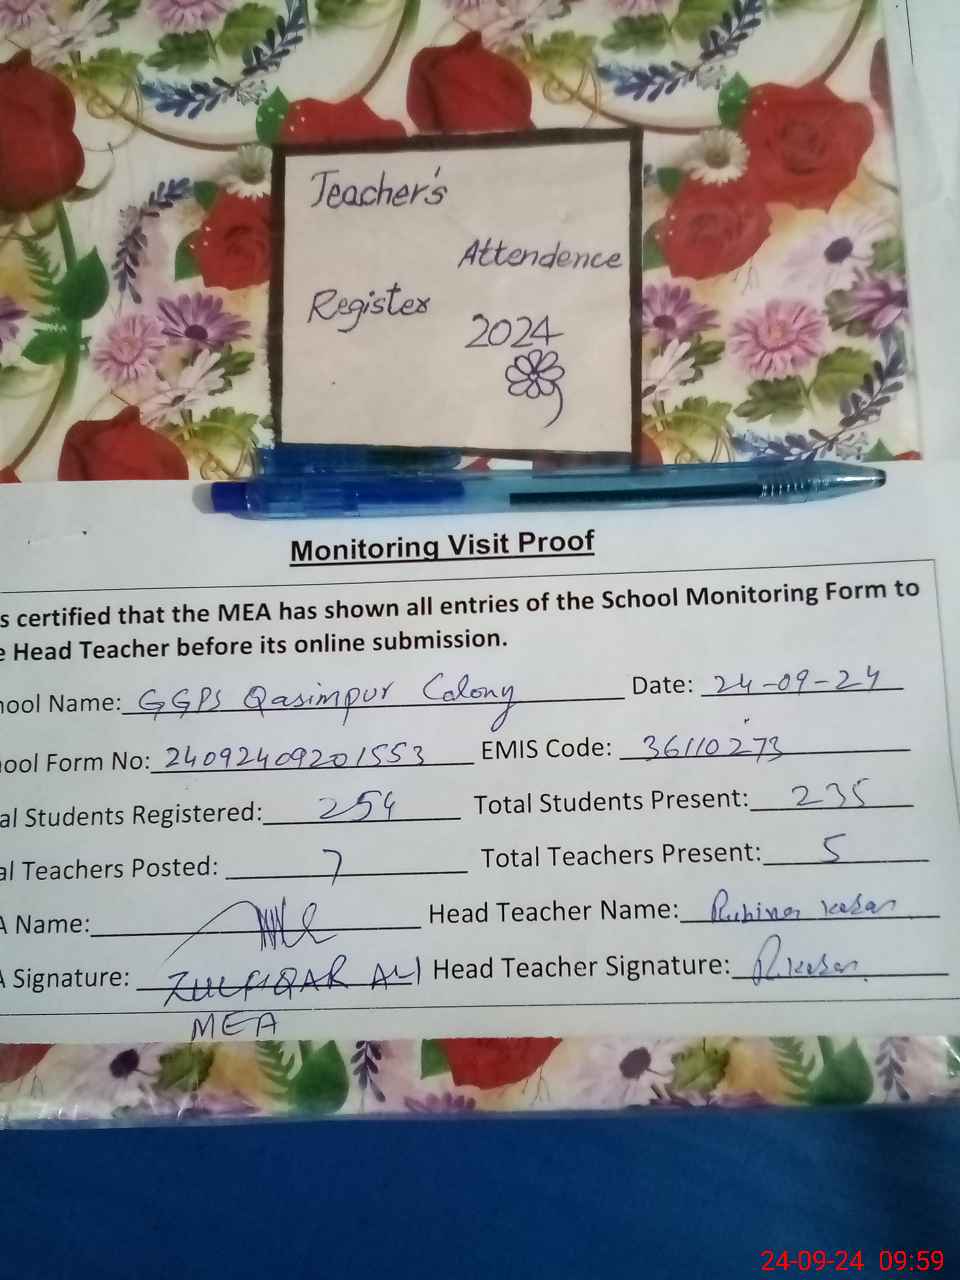 Teacher's
Attendence
Register
2024
Monitoring Visit Proof
s certified that the MEA has shown all entries of the School Monitoring Form to
e Head Teacher before its online submission.
hool Name: GGPS Qasimpur Colony Date: 24-09-24
ool Form No: 24092409201553 EMIS Code: 36110273
al Students Registered: 254 Total Students Present: 235
al Teachers Posted: 7 Total Teachers Present: 5
A Name: Head Teacher Name: Rubina
A Signature: ZULFIQAR ALI Head Teacher Signature:
MEA
24-09-24 09:59